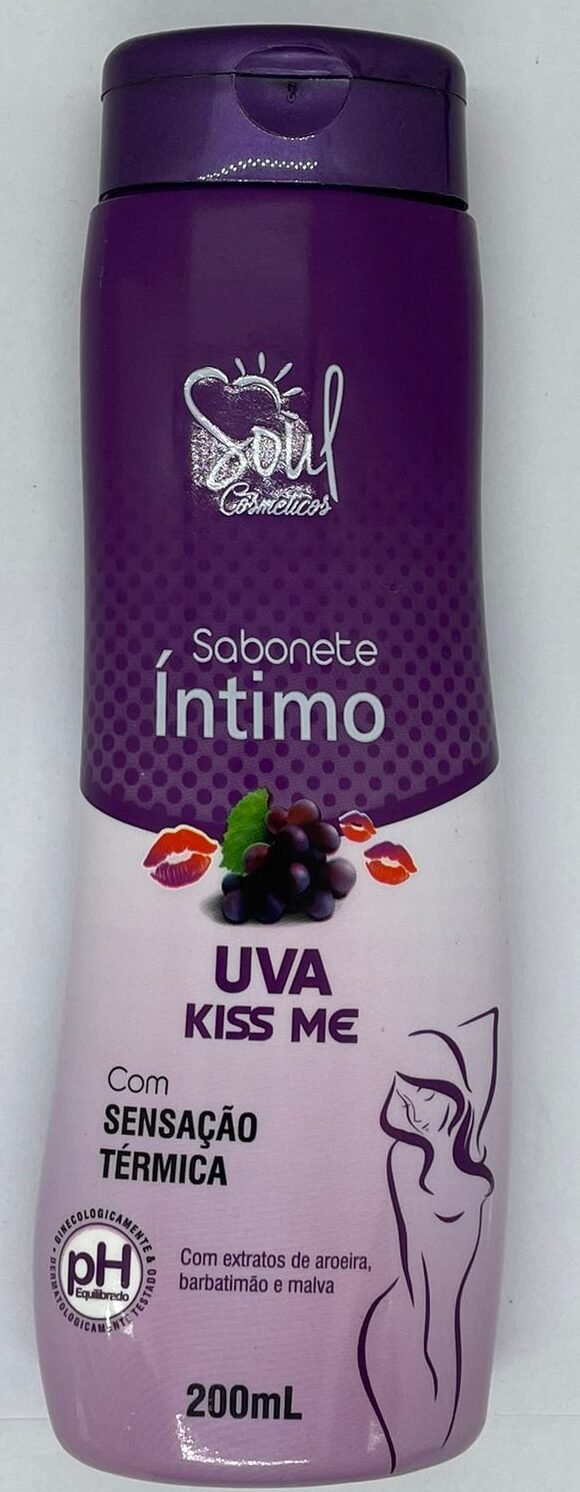 Soul
Cosméticos
Sabonete
Íntimo
UVA
KISS ME
Com
SENSAÇÃO
TÉRMICA
GINECOLOGICAMENTE & DERMATOLOGICAMENTE TESTADO
pH
Equilibrado
Com extratos de aroeira,
barbatimão e malva
200mL